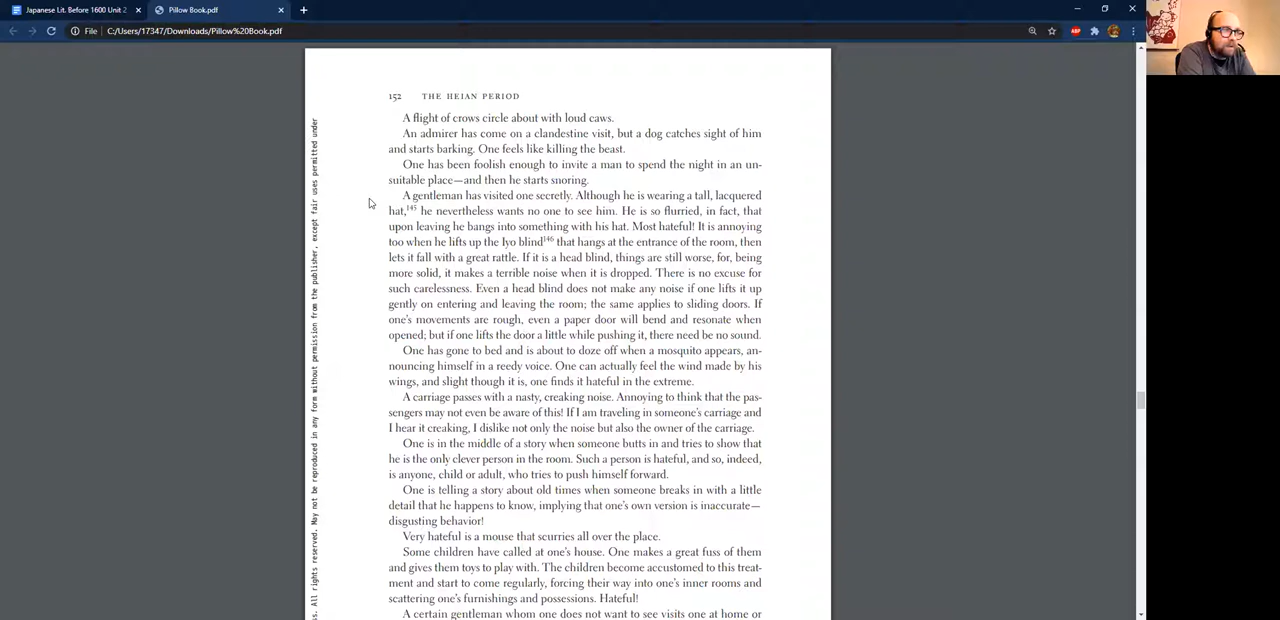 Japanese Lit. Before 1600 Unit 2
Pillow Book.pdf
File
C:/Users/17347/Downloads/Pillow%20Book.pdf
ABP
s. All rights reserved. May not be reproduced in any form without permission from the publisher, except fair uses permitted under
152 THE HEIAN PERIOD
A flight of crows circle about with loud caws.
An admirer has come on a clandestine visit, but a dog catches sight of him
and starts barking. One feels like killing the beast.
One has been foolish enough to invite a man to spend the night in an un-
suitable place—and then he starts snoring.
A gentleman has visited one secretly. Although he is wearing a tall, lacquered
hat,145 he nevertheless wants no one to see him. He is so flurried, in fact, that
upon leaving he bangs into something with his hat. Most hateful! It is annoying
too when he lifts up the Iyo blind146 that hangs at the entrance of the room, then
lets it fall with a great rattle. If it is a head blind, things are still worse, for, being
more solid, it makes a terrible noise when it is dropped. There is no excuse for
such carelessness. Even a head blind does not make any noise if one lifts it up
gently on entering and leaving the room; the same applies to sliding doors. If
one's movements are rough, even a paper door will bend and resonate when
opened; but if one lifts the door a little while pushing it, there need be no sound.
One has gone to bed and is about to doze off when a mosquito appears, an-
nouncing himself in a reedy voice. One can actually feel the wind made by his
wings, and slight though it is, one finds it hateful in the extreme.
A carriage passes with a nasty, creaking noise. Annoying to think that the pas-
sengers may not even be aware of this! If I am traveling in someone's carriage and
I hear it creaking, I dislike not only the noise but also the owner of the carriage.
One is in the middle of a story when someone butts in and tries to show that
he is the only clever person in the room. Such a person is hateful, and so, indeed,
is anyone, child or adult, who tries to push himself forward.
One is telling a story about old times when someone breaks in with a little
detail that he happens to know, implying that one's own version is inaccurate—
disgusting behavior!
Very hateful is a mouse that scurries all over the place.
Some children have called at one's house. One makes a great fuss of them
and gives them toys to play with. The children become accustomed to this treat-
ment and start to come regularly, forcing their way into one's inner rooms and
scattering one's furnishings and possessions. Hateful!
A certain gentleman whom one does not want to see visits one at home or